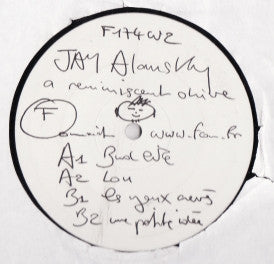 F174W2
JAY Alansky
a reminiscent drive
F www.fcom.fr
A1
A2 Lou
B1 les yeux
B2 une petite idée